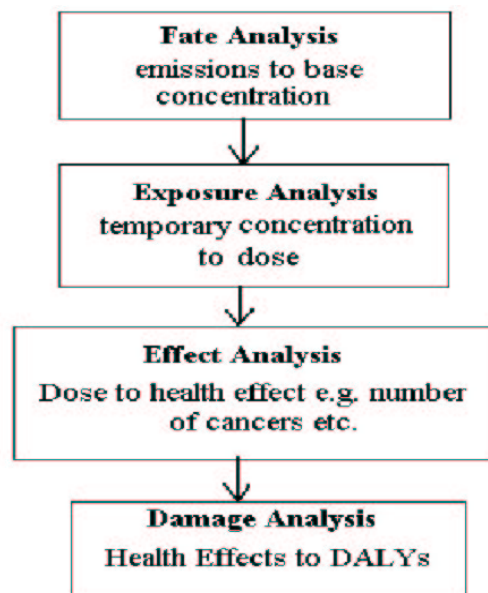 Fate Analysis
emissions to base
concentration
Exposure Analysis
temporary concentration
to dose
Effect Analysis
Dose to health effect e.g. number
of cancers etc.
Damage Analysis
Health Effects to DALYs